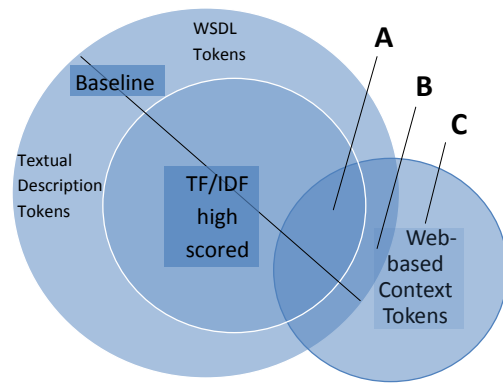 WSDL
Tokens
Baseline
Textual
Description
Tokens
TF/IDF
high
scored
A
B
C
Web-
based
Context
Tokens